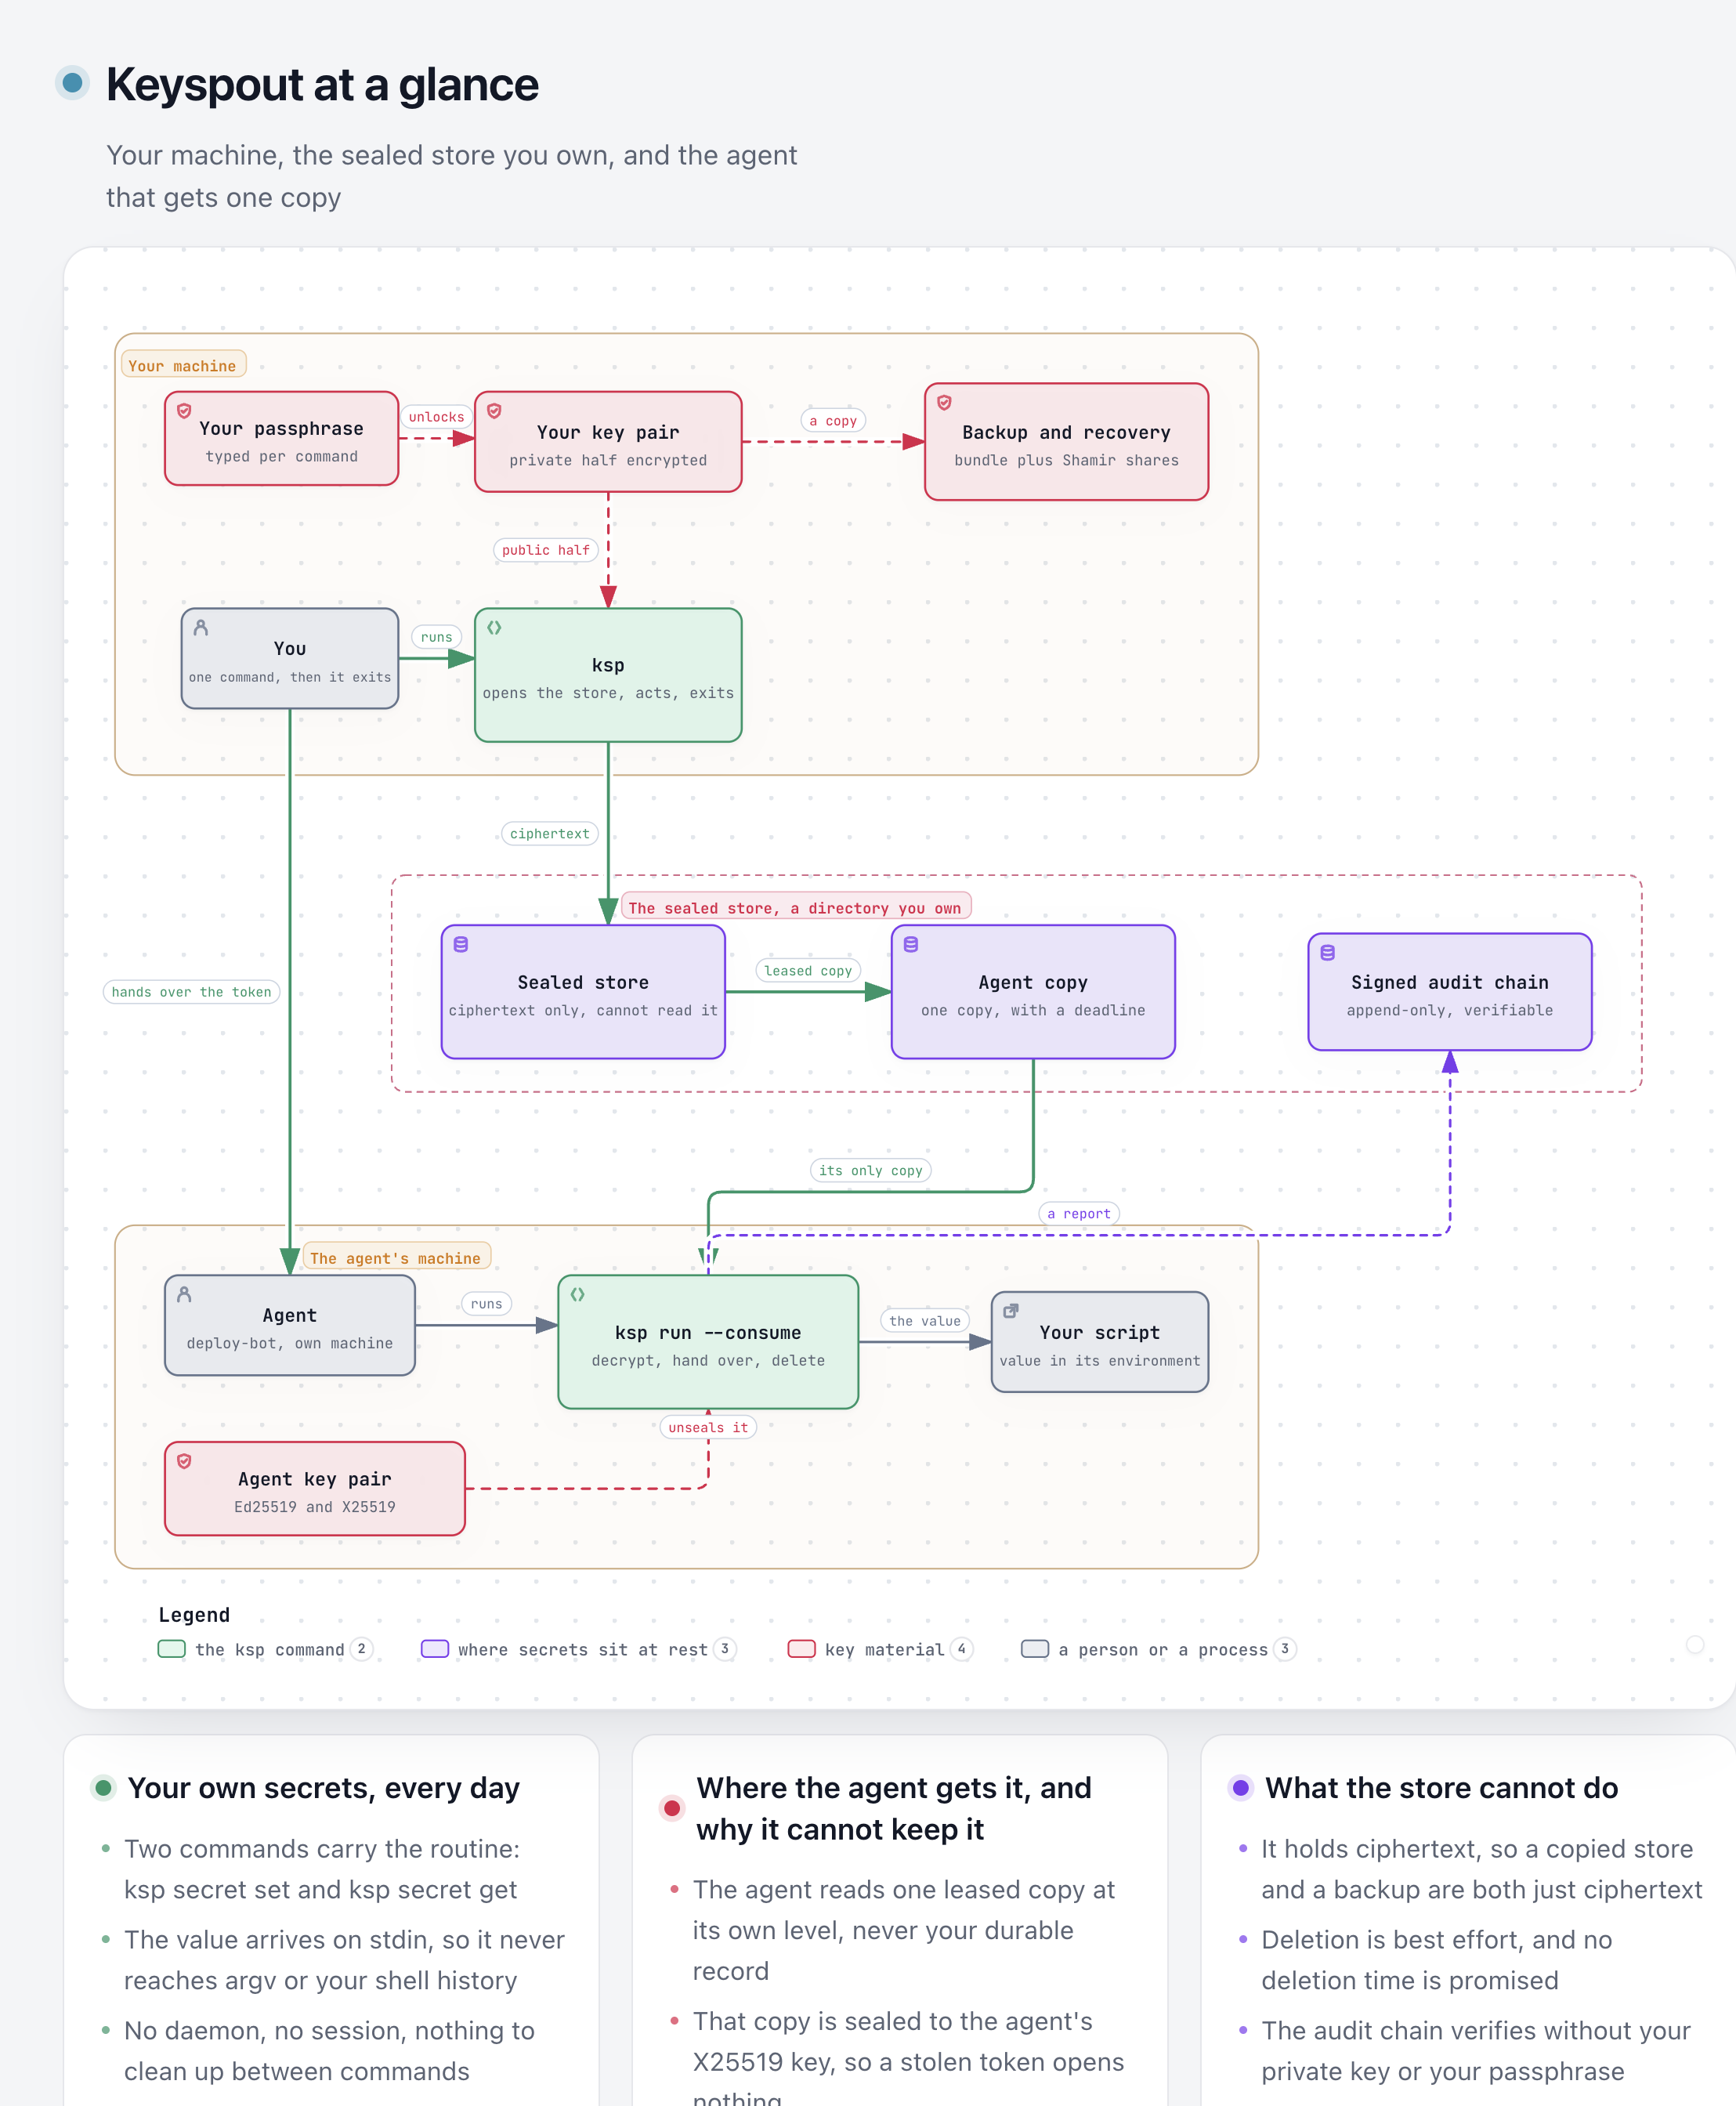 Keyspout at a glance
Your machine, the sealed store you own, and the agent
that gets one copy
Your machine
Your passphrase
typed per command
unlocks
Your key pair
private half encrypted
a copy
Backup and recovery
bundle plus Shamir shares
public half
You
one command, then it exits
runs
ksp
opens the store, acts, exits
ciphertext
The sealed store, a directory you own
hands over the token
Sealed store
ciphertext only, cannot read it
leased copy
Agent copy
one copy, with a deadline
Signed audit chain
append-only, verifiable
its only copy
a report
The agent's machine
Agent
deploy-bot, own machine
runs
ksp run --consume
decrypt, hand over, delete
the value
Your script
value in its environment
unseals it
Agent key pair
Ed25519 and X25519
Legend
the ksp command 2
where secrets sit at rest 3
key material 4
a person or a process 3
Your own secrets, every day
Two commands carry the routine:
ksp secret set and ksp secret get
The value arrives on stdin, so it never
reaches argv or your shell history
No daemon, no session, nothing to
clean up between commands
Where the agent gets it, and
why it cannot keep it
The agent reads one leased copy at
its own level, never your durable
record
That copy is sealed to the agent's
X25519 key, so a stolen token opens
nothing
What the store cannot do
It holds ciphertext, so a copied store
and a backup are both just ciphertext
Deletion is best effort, and no
deletion time is promised
The audit chain verifies without your
private key or your passphrase